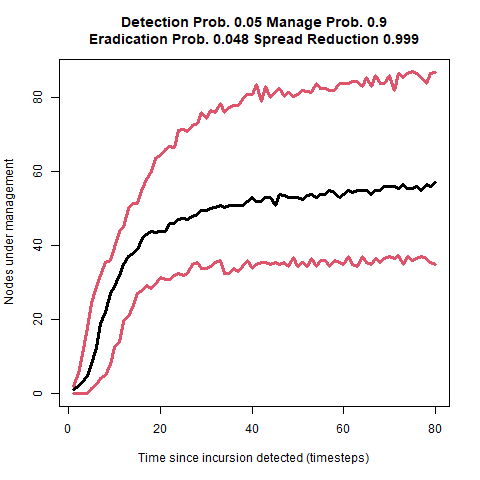 Detection Prob. 0.05 Manage Prob. 0.9
Eradication Prob. 0.048 Spread Reduction 0.999
Nodes under management
80
60
40
20
0
0 20 40 60 80
Time since incursion detected (timesteps)